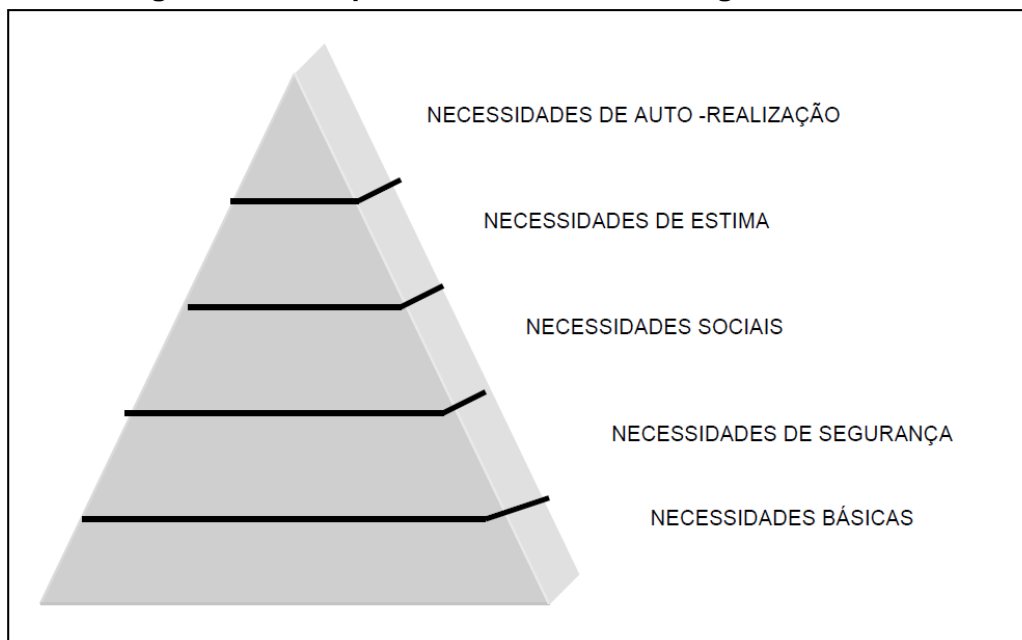 NECESSIDADES DE AUTO -REALIZAÇÃO
NECESSIDADES DE ESTIMA
NECESSIDADES SOCIAIS
NECESSIDADES DE SEGURANÇA
NECESSIDADES BÁSICAS